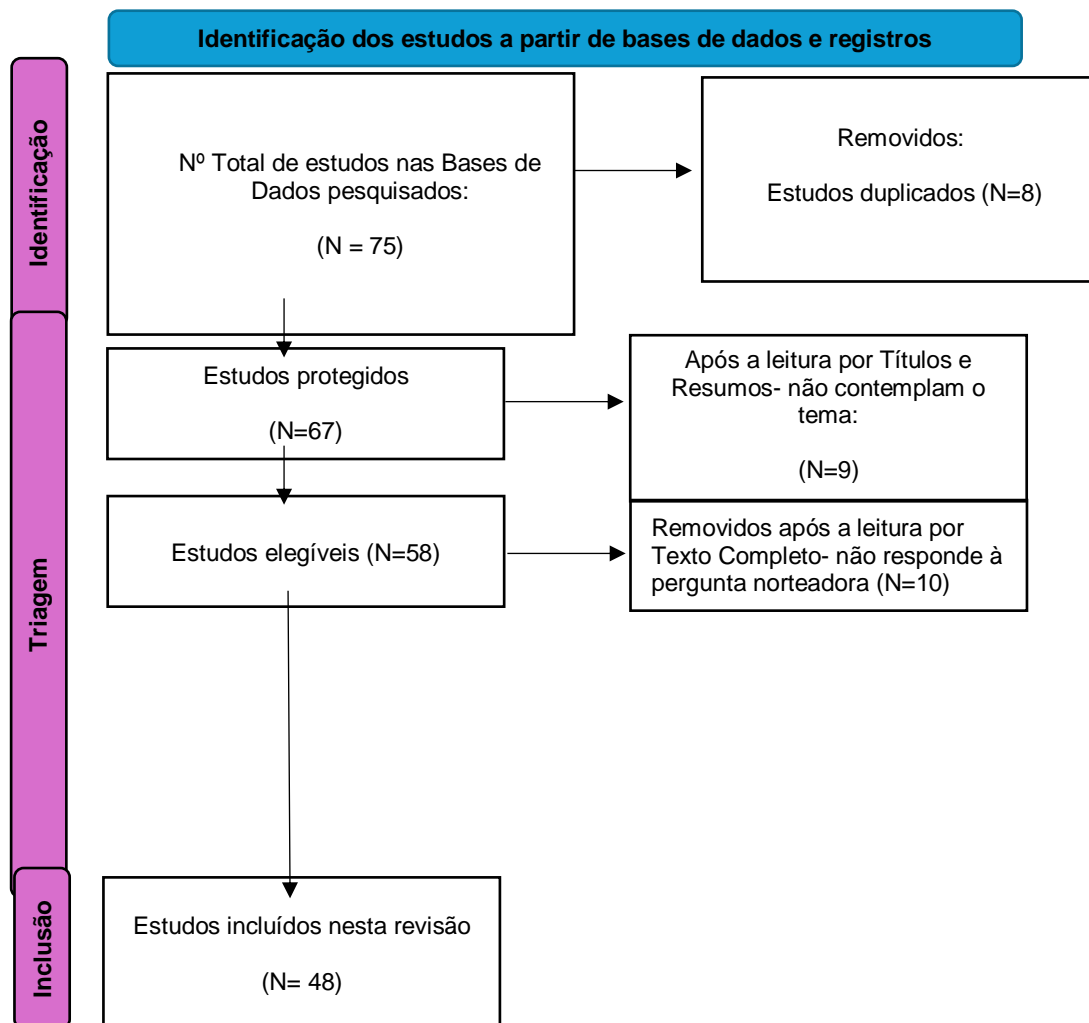 Identificação dos estudos a partir de bases de dados e registros
Identificação
Nº Total de estudos nas Bases de
Dados pesquisados:
(N = 75)
Removidos:
Estudos duplicados (N=8)
Triagem
Estudos protegidos
(N=67)
Após a leitura por Títulos e
Resumos- não contemplam o
tema:
(N=9)
Estudos elegíveis (N=58)
Removidos após a leitura por
Texto Completo- não responde à
pergunta norteadora (N=10)
Inclusão
Estudos incluídos nesta revisão
(N= 48)